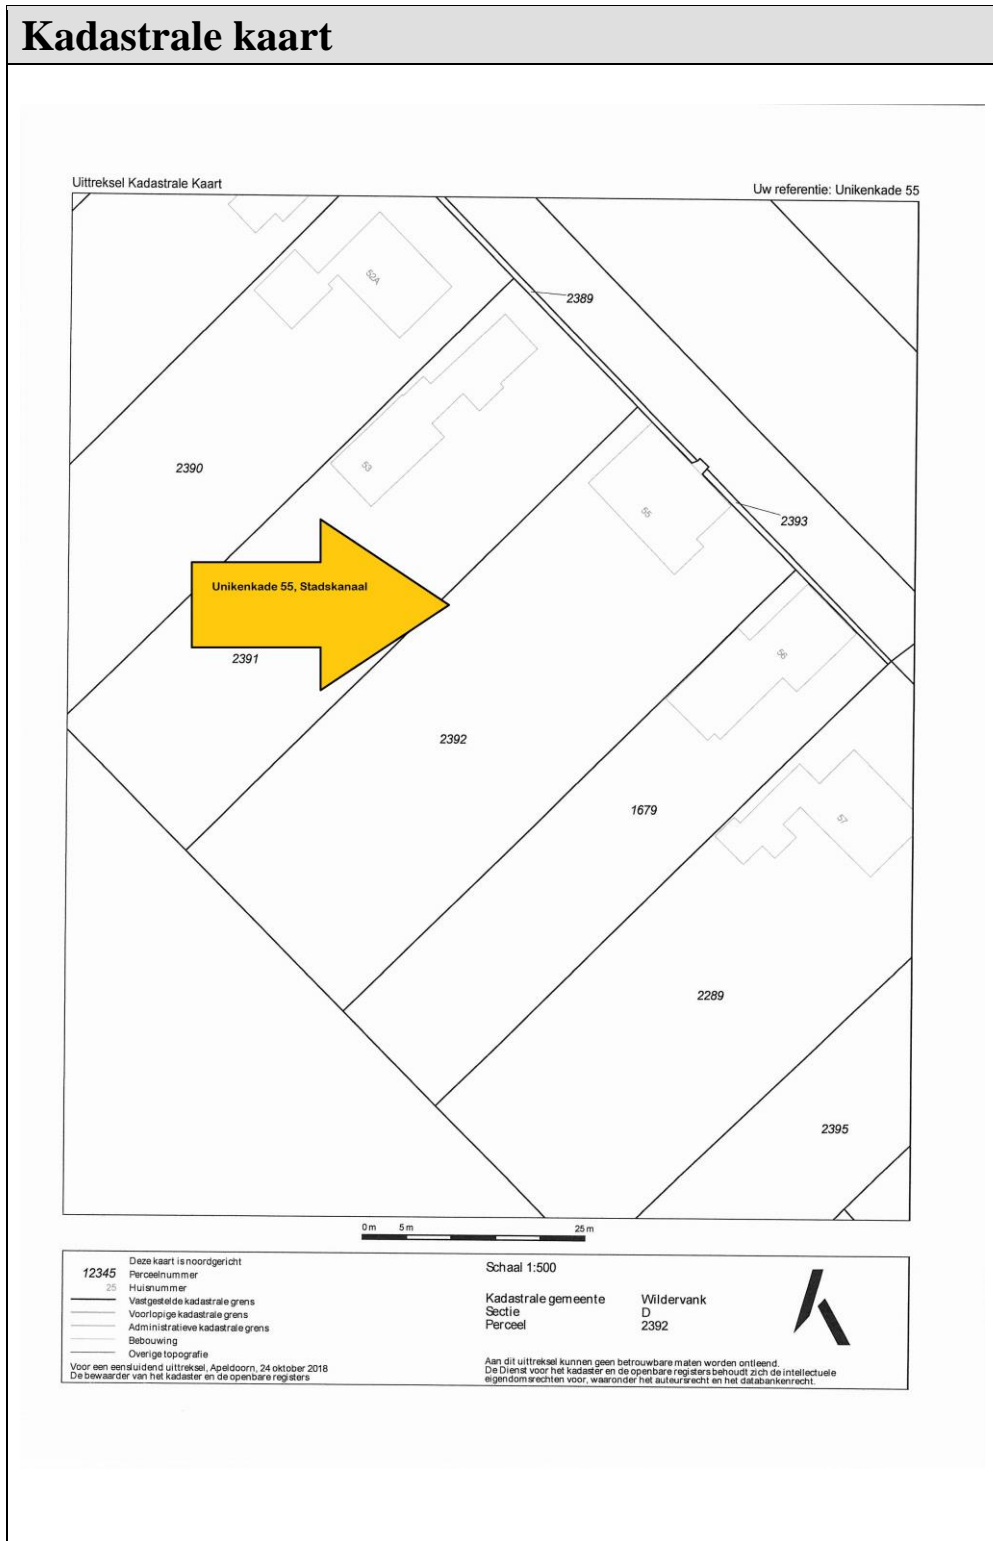 Kadastrale kaart
Uittreksel Kadastrale Kaart
Uw referentie: Unikenkade 55
52A
2389
2390
53
55
2393
Unikenkade 55, Stadskanaal
2391
56
2392
1679
57
2289
2395
0 m 5 m 25 m
Deze kaart is noordgericht
12345 Perceelnummer
25 Huisnummer
Vastgestelde kadastrale grens
Voorlopige kadastrale grens
Administratieve kadastrale grens
Bebouwing
Overige topografie
Voor een eensluidend uittreksel, Apeldoorn, 24 oktober 2018
De bewaarder van het kadaster en de openbare registers
Schaal 1:500
Kadastrale gemeente Wildervank
Sectie D
Perceel 2392
Aan dit uittreksel kunnen geen betrouwbare maten worden ontleend.
De Dienst voor het kadaster en de openbare registers behoudt zich de intellectuele
eigendomsrechten voor, waaronder het auteursrecht en het databankenrecht.